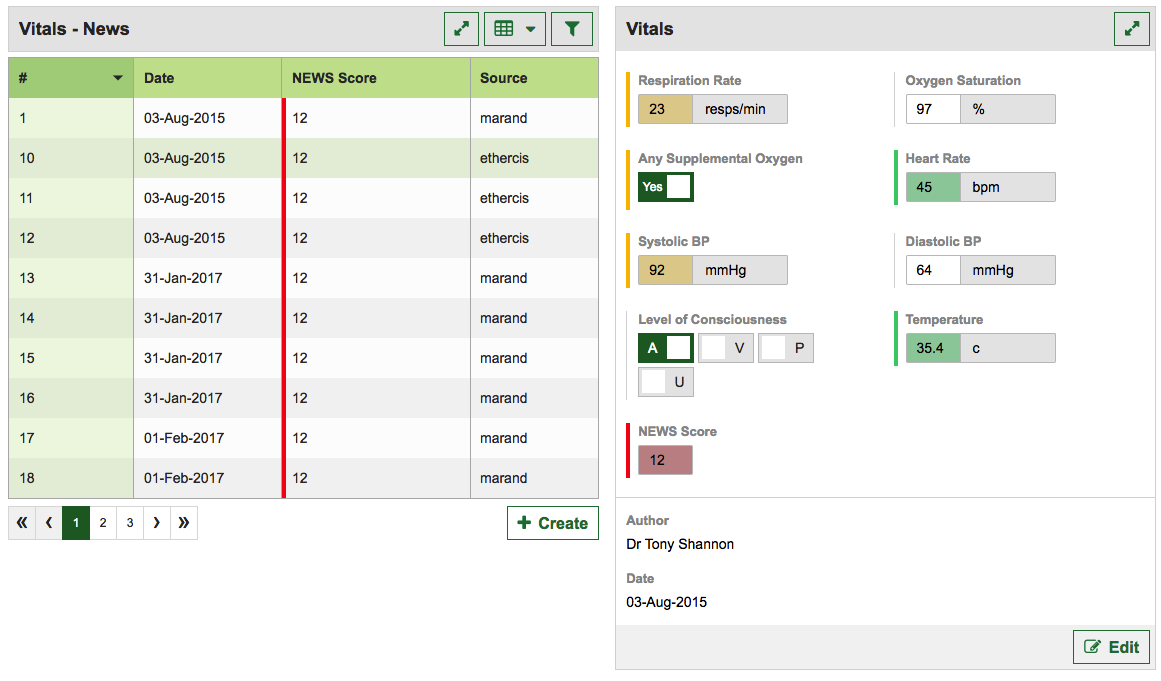 Vitals - News
# Date NEWS Score Source
1 03-Aug-2015 12 marand
10 03-Aug-2015 12 ethercis
11 03-Aug-2015 12 ethercis
12 03-Aug-2015 12 ethercis
13 31-Jan-2017 12 marand
14 31-Jan-2017 12 marand
15 31-Jan-2017 12 marand
16 31-Jan-2017 12 marand
17 01-Feb-2017 12 marand
18 01-Feb-2017 12 marand
« ‹ 1 2 3 › »
+ Create
Vitals
Respiration Rate Oxygen Saturation
23 resps/min 97 %
Any Supplemental Oxygen Heart Rate
Yes 45 bpm
Systolic BP Diastolic BP
92 mmHg 64 mmHg
Level of Consciousness Temperature
A V P 35.4 c
U
NEWS Score
12
Author
Dr Tony Shannon
Date
03-Aug-2015
Edit